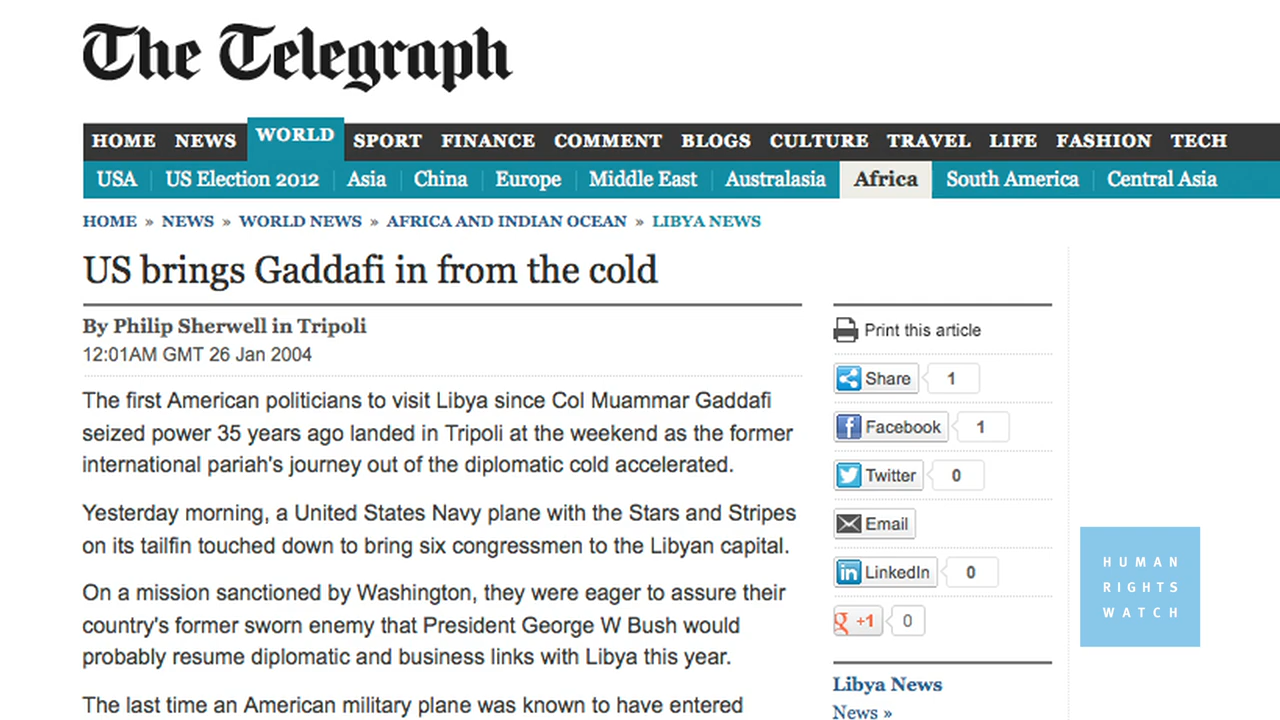 The Telegraph
HOME NEWS WORLD SPORT FINANCE COMMENT BLOGS CULTURE TRAVEL LIFE FASHION TECH
USA US Election 2012 Asia China Europe Middle East Australasia Africa South America Central Asia
HOME » NEWS » WORLD NEWS » AFRICA AND INDIAN OCEAN » LIBYA NEWS
US brings Gaddafi in from the cold
By Philip Sherwell in Tripoli
12:01AM GMT 26 Jan 2004
The first American politicians to visit Libya since Col Muammar Gaddafi
seized power 35 years ago landed in Tripoli at the weekend as the former
international pariah's journey out of the diplomatic cold accelerated.
Yesterday morning, a United States Navy plane with the Stars and Stripes
on its tailfin touched down to bring six congressmen to the Libyan capital.
On a mission sanctioned by Washington, they were eager to assure their
country's former sworn enemy that President George W Bush would
probably resume diplomatic and business links with Libya this year.
The last time an American military plane was known to have entered
Print this article
Share 1
Facebook 1
Twitter 0
Email
LinkedIn 0
+1 0
Libya News
News »
HUMAN
RIGHTS
WATCH